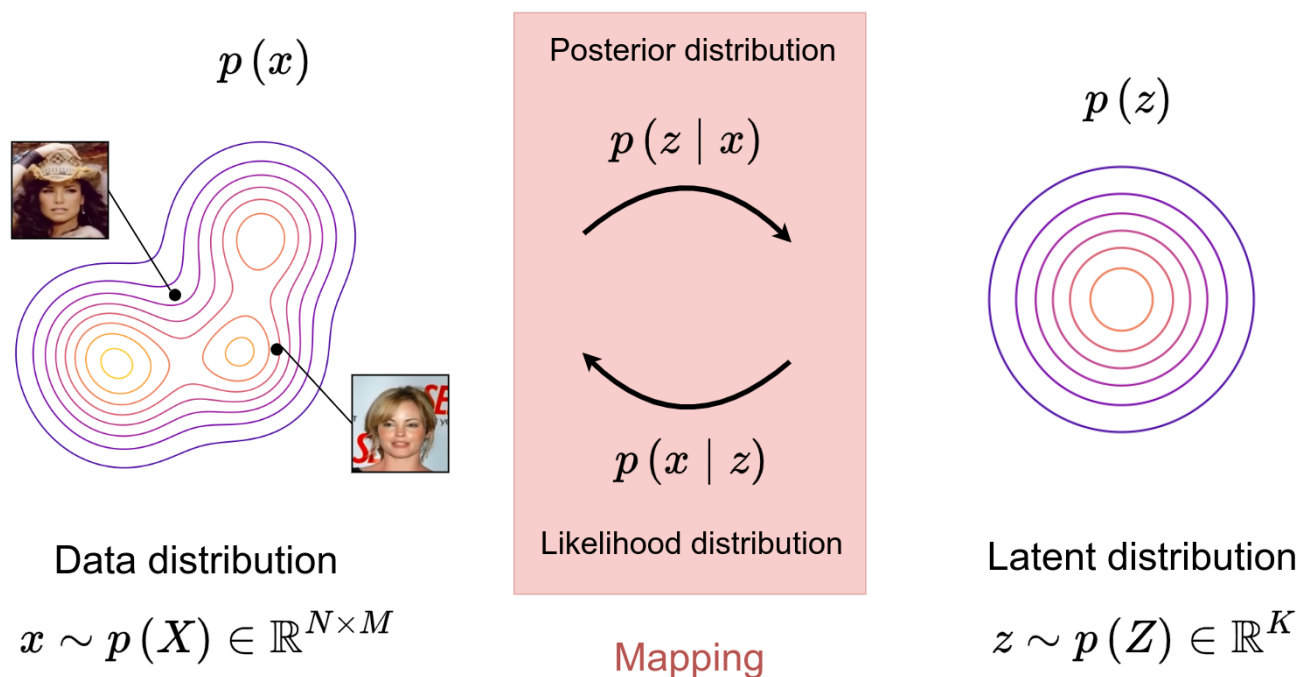 p (x)
Posterior distribution
p (z | x)
p (z)
p (x | z)
Likelihood distribution
Data distribution
x ∼ p (X) ∈ ℝ^{N×M}
Mapping
Latent distribution
z ∼ p (Z) ∈ ℝ^K